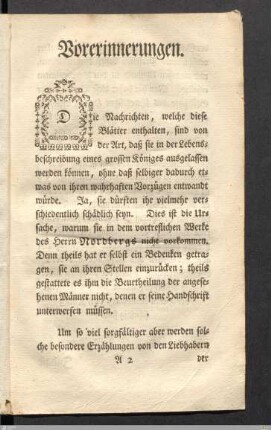 Vorerinnerungen.
Die Nachrichten, welche diese
Blätter enthalten, sind von
der Art, daß sie in der Lebens-
beschreibung eines grossen Königes ausgelassen
werden können, ohne daß selbiger dadurch et-
was von ihren wahrhaften Vorzügen entwandt
würde. Ja, sie dürften ihr vielmehr ver-
schiedentlich schädlich seyn. Dies ist die Ur-
sache, warum sie in dem vortreflichen Werke
des Herrn Nordbergs nicht vorkommen.
Denn theils hat er selbst ein Bedenken getra-
gen, sie an ihren Stellen einzurücken; theils
gestattete es ihm die Beurtheilung der angese-
henen Männer nicht, denen er seine Handschrift
unterwerfen müssen.
Um so viel sorgfältiger aber werden sol-
che besondere Erzählungen von den Liebhabern
A 2 der